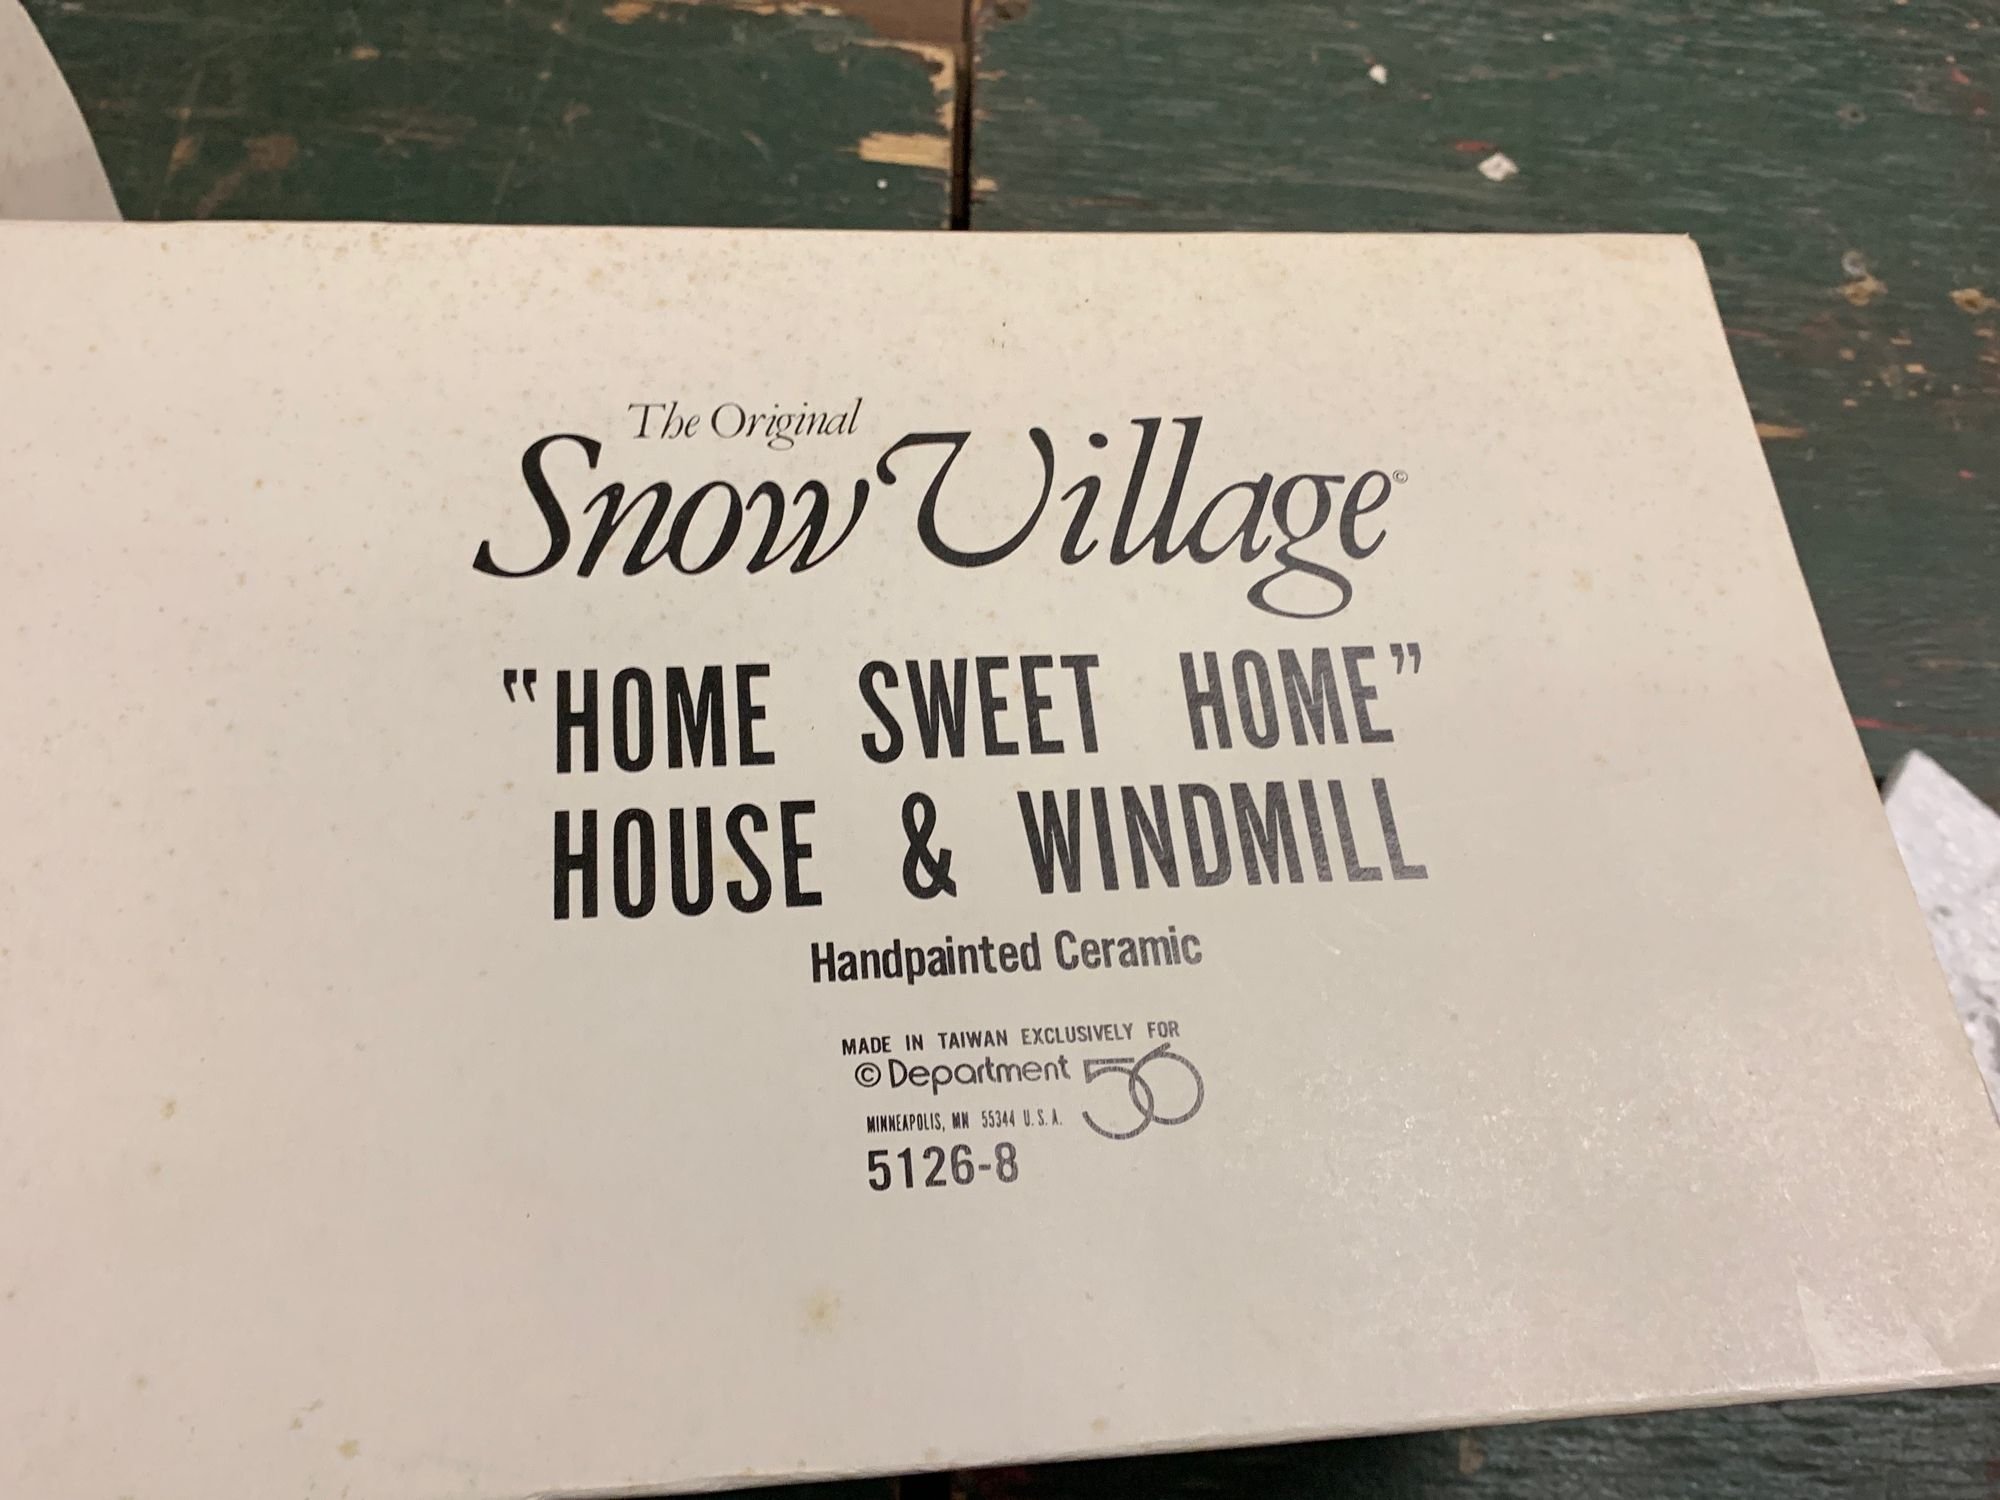 The Original
Snow Village©
"HOME SWEET HOME"
HOUSE & WINDMILL
Handpainted Ceramic
MADE IN TAIWAN EXCLUSIVELY FOR
© Department 56
MINNEAPOLIS, MN 55344 U.S.A.
5126-8